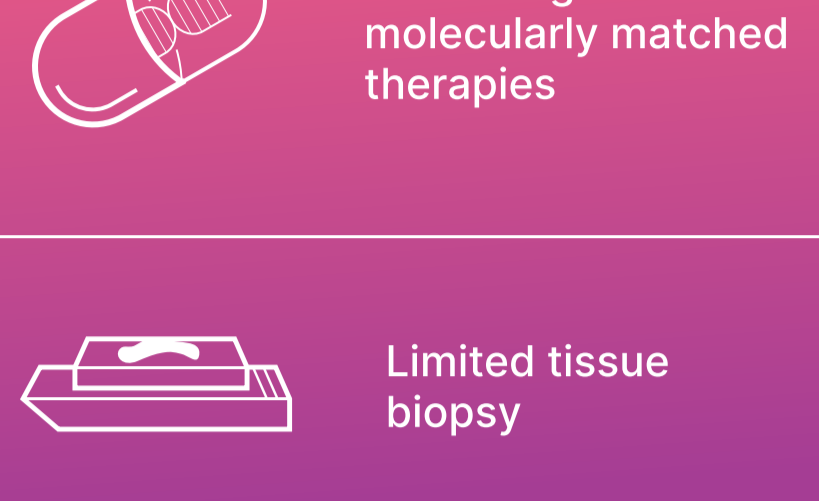 molecularly matched
therapies
Limited tissue
biopsy